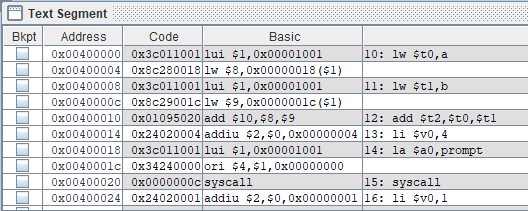 Text Segment
Bkpt Address Code Basic
0x00400000 0x3c011001 lui $1,0x00001001 10: lw $t0,a
0x00400004 0x8c280018 lw $8,0x00000018($1)
0x00400008 0x3c011001 lui $1,0x00001001 11: lw $t1,b
0x0040000c 0x8c29001c lw $9,0x0000001c($1)
0x00400010 0x01095020 add $10,$8,$9 12: add $t2,$t0,$t1
0x00400014 0x24020004 addiu $2,$0,0x00000004 13: li $v0,4
0x00400018 0x3c011001 lui $1,0x00001001 14: la $a0,prompt
0x0040001c 0x34240000 ori $4,$1,0x00000000
0x00400020 0x0000000c syscall 15: syscall
0x00400024 0x24020001 addiu $2,$0,0x00000001 16: li $v0,1